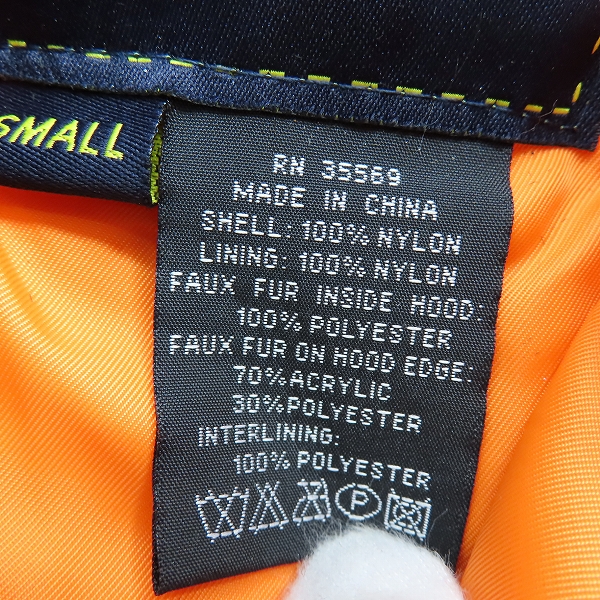 SMALL
RN 35569
MADE IN CHINA
SHELL: 100% NYLON
LINING: 100% NYLON
FAUX FUR INSIDE HOOD:
100% POLYESTER
FAUX FUR ON HOOD EDGE:
70% ACRYLIC
30% POLYESTER
INTERLINING:
100% POLYESTER
P